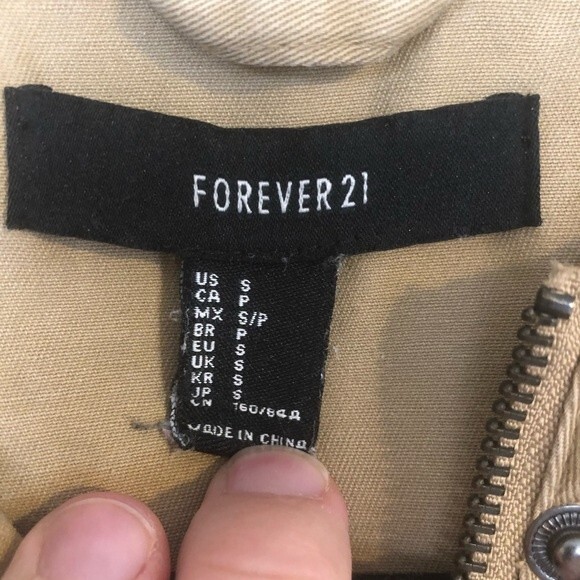 FOREVER 21
US S
CA P
MX S/P
BR P
EU S
UK S
KR S
JP S
CN 160/84A
MADE IN CHINA